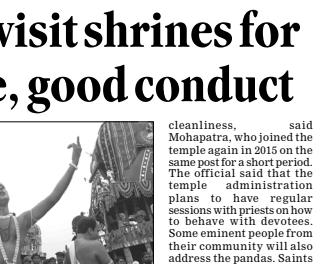 visit shrines for
e, good conduct
cleanliness, said
Mohapatra, who joined the
temple again in 2015 on the
same post for a short period.
The official said that the
temple administration
plans to have regular
sessions with priests on how
to behave with devotees.
Some eminent people from
their community will also
address the pandas. Saints